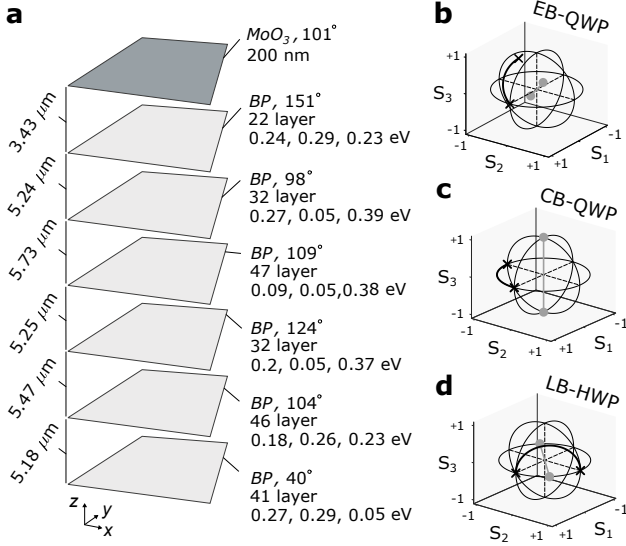 a
MoO₃, 101°
200 nm
3.43 μm
BP, 151°
22 layer
0.24, 0.29, 0.23 eV
5.24 μm
BP, 98°
32 layer
0.27, 0.05, 0.39 eV
5.73 μm
BP, 109°
47 layer
0.09, 0.05,0.38 eV
5.25 μm
BP, 124°
32 layer
0.2, 0.05, 0.37 eV
5.47 μm
BP, 104°
46 layer
0.18, 0.26, 0.23 eV
5.18 μm
BP, 40°
41 layer
0.27, 0.29, 0.05 eV
z
y
x
b
EB-QWP
+1
S₃
-1
-1
S₂
+1
+1
S₁
-1
c
CB-QWP
+1
S₃
-1
-1
S₂
+1
+1
S₁
-1
d
LB-HWP
+1
S₃
-1
-1
S₂
+1
+1
S₁
-1